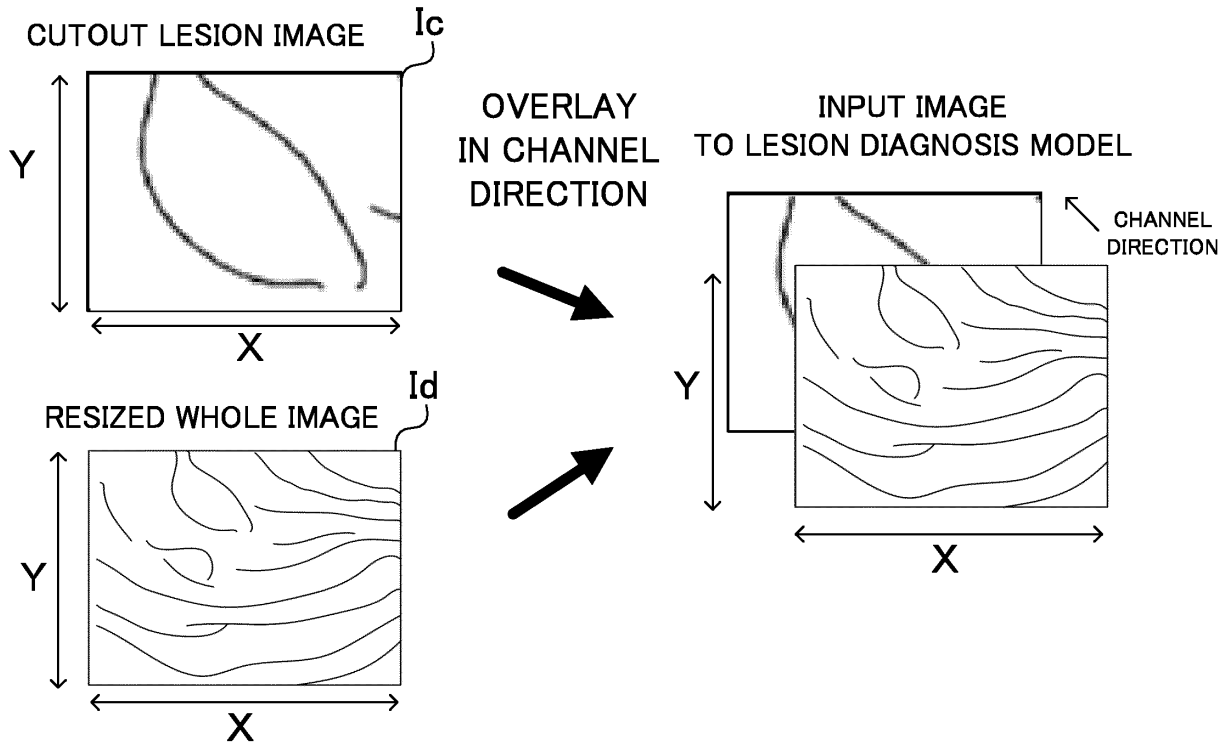 CUTOUT LESION IMAGE
Ic
Y
X
OVERLAY
IN CHANNEL
DIRECTION
RESIZED WHOLE IMAGE
Id
Y
X
INPUT IMAGE
TO LESION DIAGNOSIS MODEL
CHANNEL
DIRECTION
Y
X